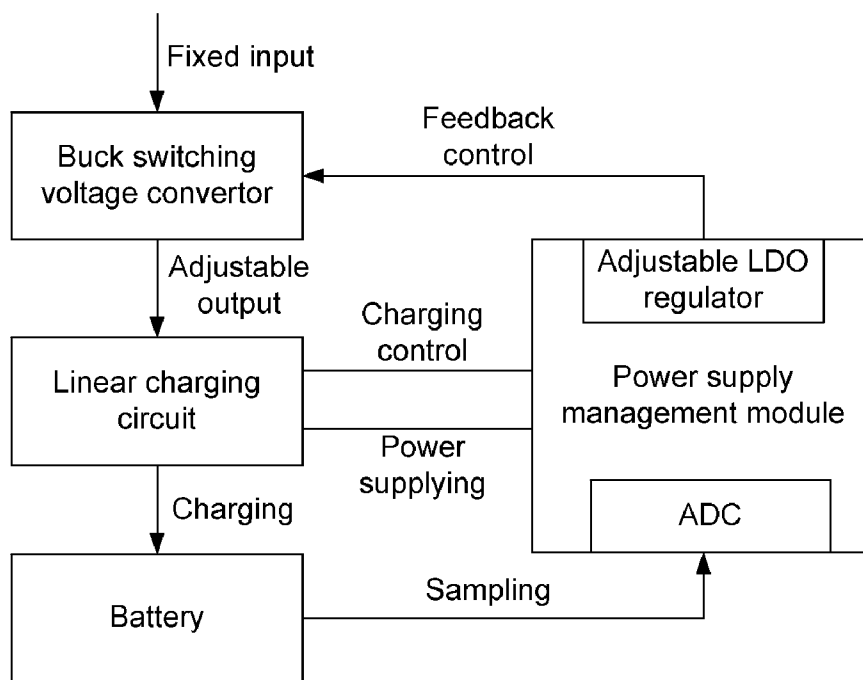 Fixed input
Buck switching
voltage convertor
Feedback
control
Adjustable
output
Adjustable LDO
regulator
Charging
control
Linear charging
circuit
Power supply
management module
Power
supplying
Charging
ADC
Battery
Sampling